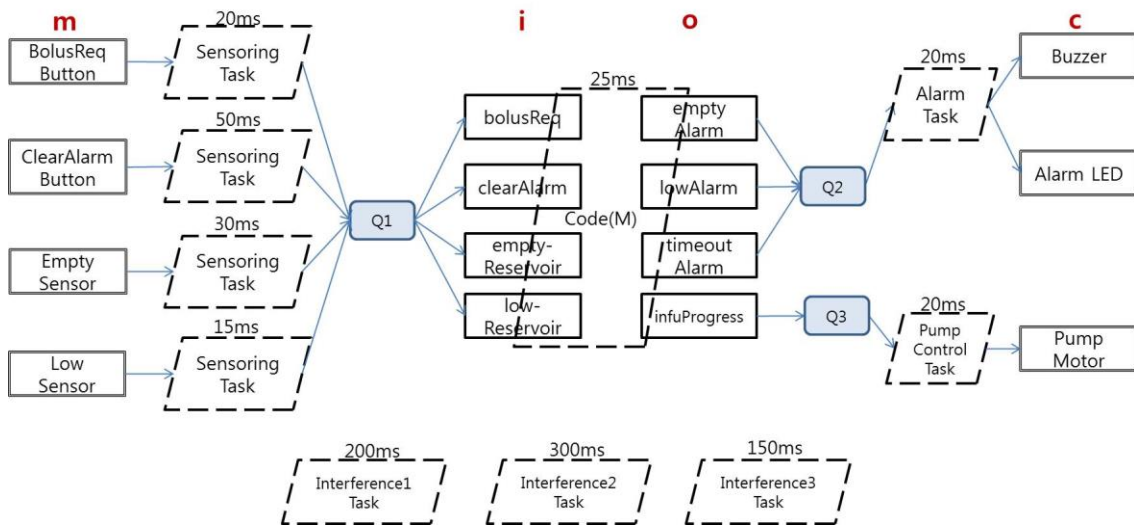 m
i
o
c
20ms
BolusReq
Button
Sensoring
Task
50ms
ClearAlarm
Button
Sensoring
Task
30ms
Empty
Sensor
Sensoring
Task
15ms
Low
Sensor
Sensoring
Task
Q1
25ms
bolusReq
clearAlarm
empty-
Reservoir
low-
Reservoir
Code(M)
empty
Alarm
lowAlarm
timeout
Alarm
infuProgress
Q2
Q3
20ms
Alarm
Task
20ms
Pump
Control
Task
Buzzer
Alarm LED
Pump
Motor
200ms
Interference1
Task
300ms
Interference2
Task
150ms
Interference3
Task